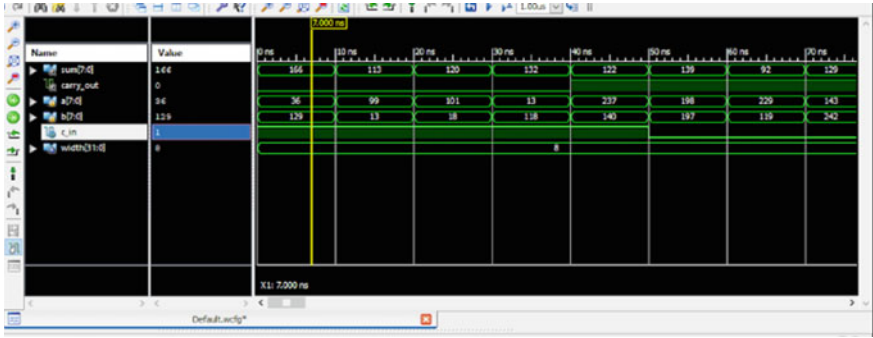 1.00us
7.000 ns
Name Value 0 ns 10 ns 20 ns 30 ns 40 ns 50 ns 60 ns 70 ns
sum[7:0] 166 166 113 120 132 122 139 92 129
carry_out 0
a[7:0] 36 36 99 101 13 237 198 229 143
b[7:0] 129 129 13 18 118 140 197 119 242
c_in 1
width[31:0] 8 8
X1: 7.000 ns
Default.wcfg*